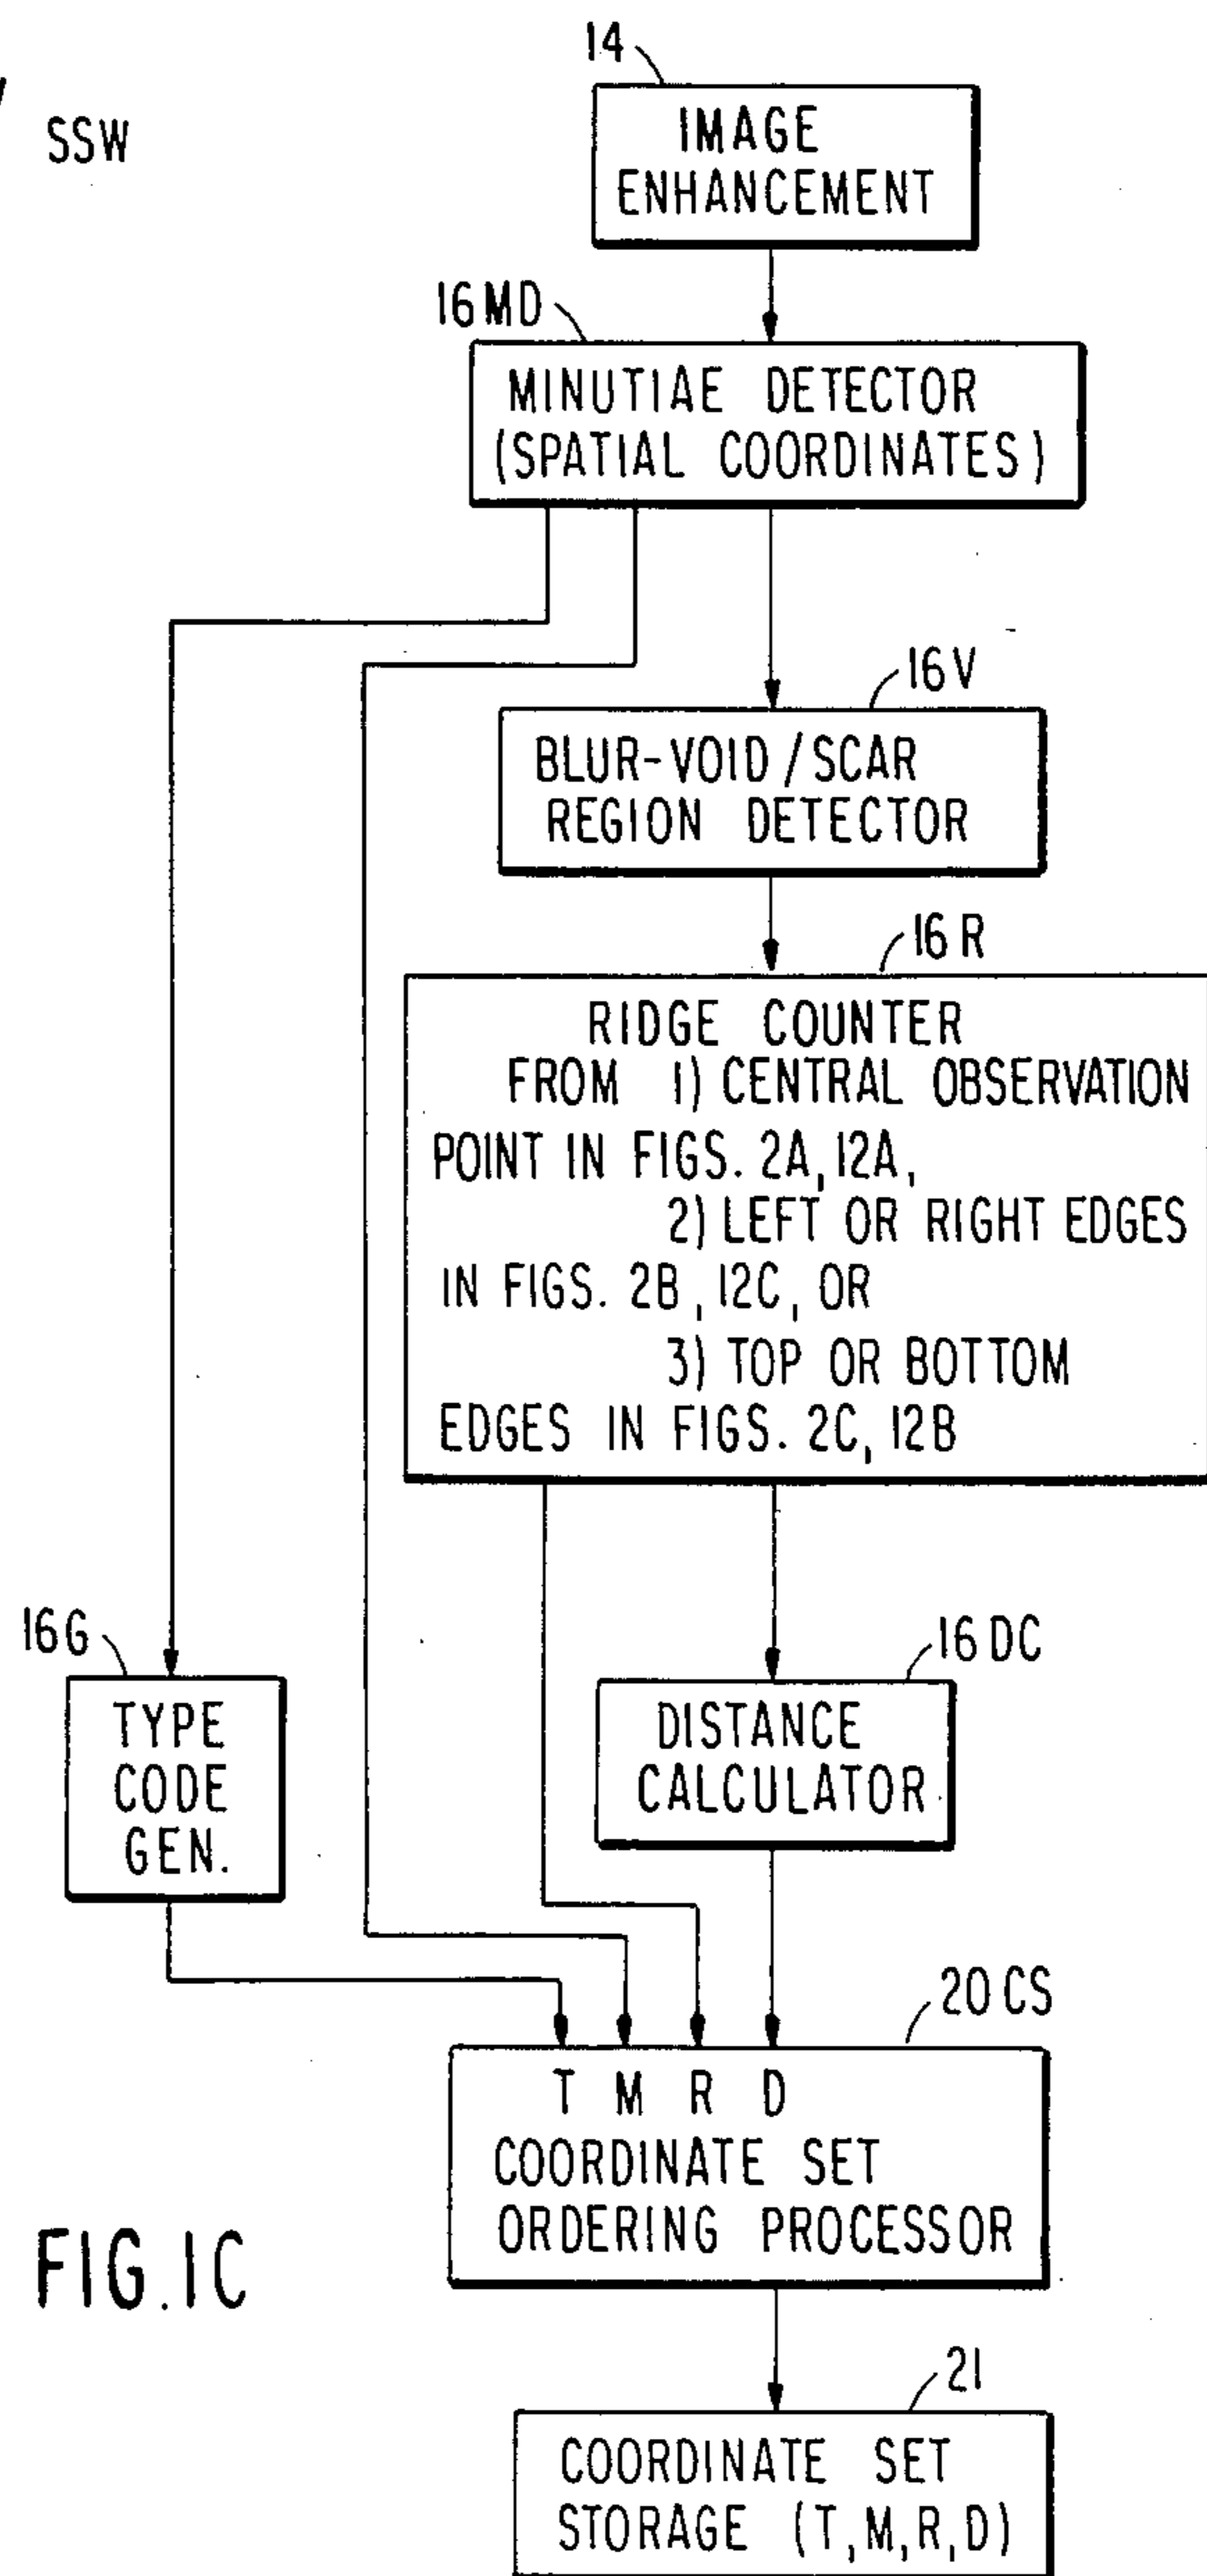 14
SSW
IMAGE
ENHANCEMENT
16MD
MINUTIAE DETECTOR
(SPATIAL COORDINATES)
16V
BLUR-VOID/SCAR
REGION DETECTOR
16R
RIDGE COUNTER
FROM 1) CENTRAL OBSERVATION
POINT IN FIGS. 2A, 12A,
2) LEFT OR RIGHT EDGES
IN FIGS. 2B, 12C, OR
3) TOP OR BOTTOM
EDGES IN FIGS. 2C, 12B
16G
TYPE
CODE
GEN.
16DC
DISTANCE
CALCULATOR
20CS
T M R D
COORDINATE SET
ORDERING PROCESSOR
FIG.1C
21
COORDINATE SET
STORAGE (T,M,R,D)